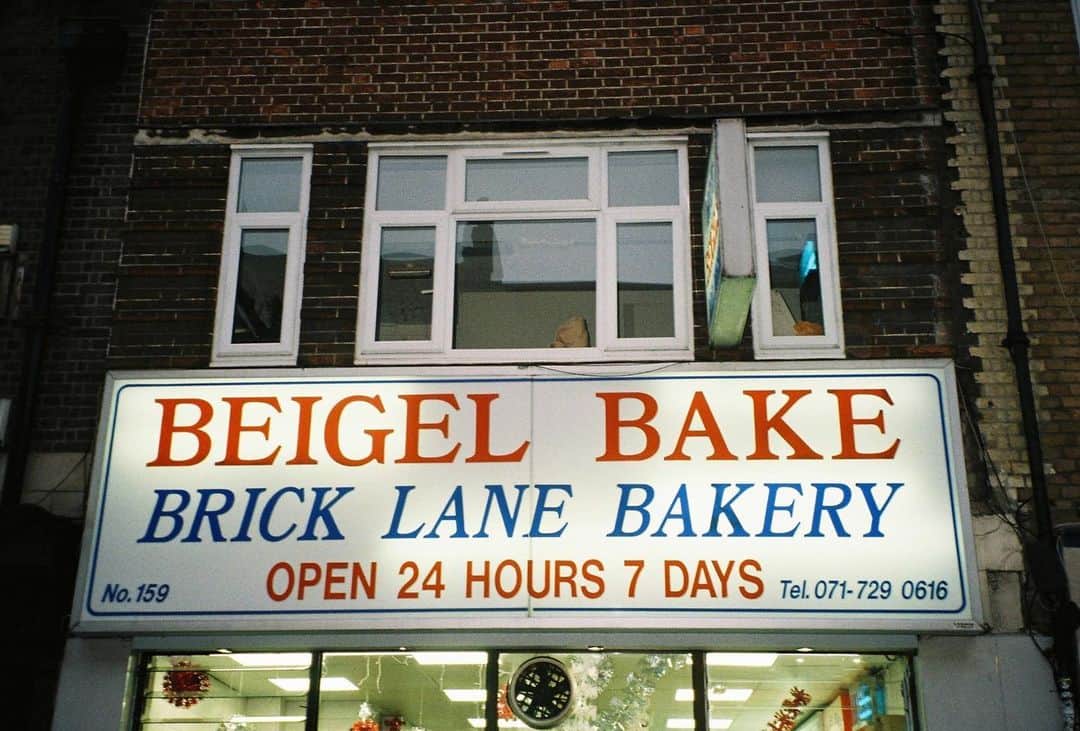 BEIGEL BAKE
BRICK LANE BAKERY
OPEN 24 HOURS 7 DAYS
No. 159
Tel. 071-729 0616